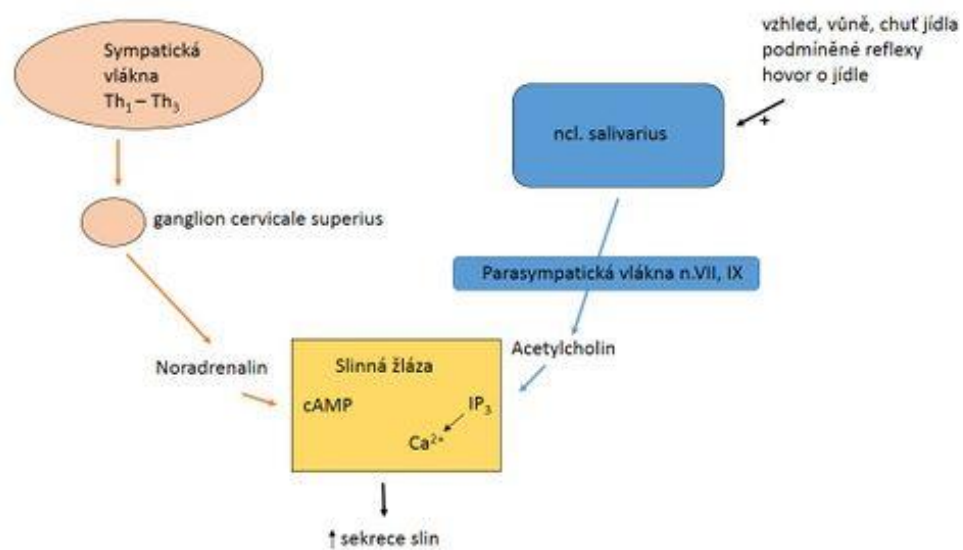 Sympatická
vlákna
Th₁ – Th₃
ganglion cervicale superius
Noradrenalin
vzhled, vůně, chuť jídla
podmíněné reflexy
hovor o jídle
+
ncl. salivarius
Parasympatická vlákna n.VII, IX
Acetylcholin
Slinná žláza
cAMP
IP₃
Ca²⁺
↑ sekrece slin